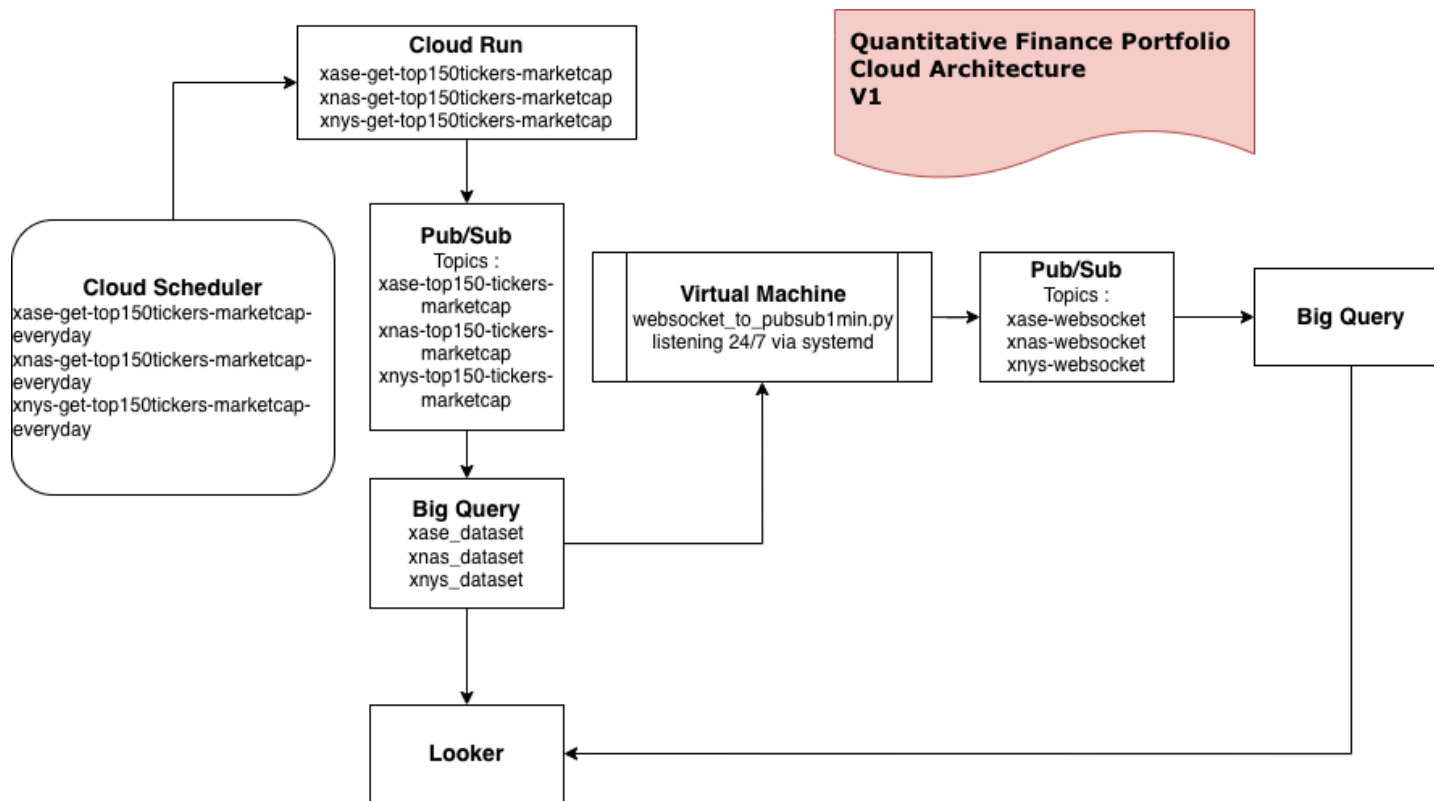 Quantitative Finance Portfolio
Cloud Architecture
V1
Cloud Run
xase-get-top150tickers-marketcap
xnas-get-top150tickers-marketcap
xnys-get-top150tickers-marketcap
Cloud Scheduler
xase-get-top150tickers-marketcap-
everyday
xnas-get-top150tickers-marketcap-
everyday
xnys-get-top150tickers-marketcap-
everyday
Pub/Sub
Topics :
xase-top150-tickers-
marketcap
xnas-top150-tickers-
marketcap
xnys-top150-tickers-
marketcap
Virtual Machine
websocket_to_pubsub1min.py
listening 24/7 via systemd
Pub/Sub
Topics :
xase-websocket
xnas-websocket
xnys-websocket
Big Query
Big Query
xase_dataset
xnas_dataset
xnys_dataset
Looker